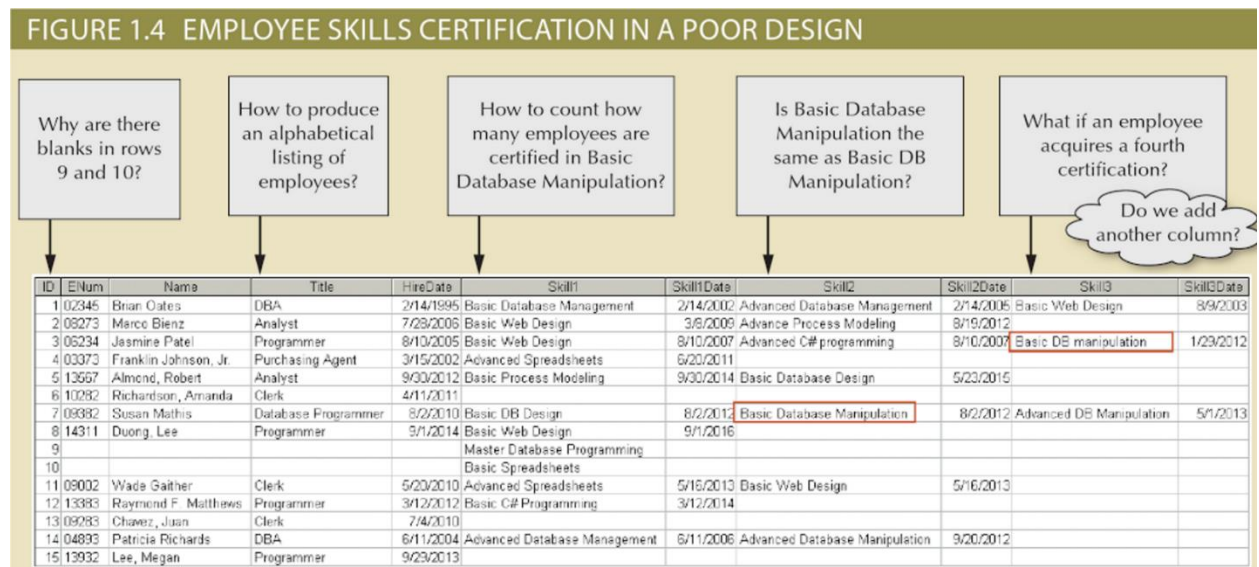 FIGURE 1.4 EMPLOYEE SKILLS CERTIFICATION IN A POOR DESIGN
Why are there
blanks in rows
9 and 10?
How to produce
an alphabetical
listing of
employees?
How to count how
many employees are
certified in Basic
Database Manipulation?
Is Basic Database
Manipulation the
same as Basic DB
Manipulation?
What if an employee
acquires a fourth
certification?
Do we add
another column?
ID ENum Name Title HireDate Skill1 Skill1Date Skill2 Skill2Date Skill3 Skill3Date
1 02345 Brian Oates DBA 2/14/1995 Basic Database Management 2/14/2002 Advanced Database Management 2/14/2005 Basic Web Design 8/9/2003
2 08273 Marco Bienz Analyst 7/28/2006 Basic Web Design 3/8/2009 Advance Process Modeling 8/19/2012
3 06234 Jasmine Patel Programmer 8/10/2005 Basic Web Design 8/10/2007 Advanced C# programming 8/10/2007 Basic DB manipulation 1/29/2012
4 03373 Franklin Johnson, Jr. Purchasing Agent 3/15/2002 Advanced Spreadsheets 6/20/2011
5 13567 Almond, Robert Analyst 9/30/2012 Basic Process Modeling 9/30/2014 Basic Database Design 5/23/2015
6 10282 Richardson, Amanda Clerk 4/11/2011
7 09382 Susan Mathis Database Programmer 8/2/2010 Basic DB Design 8/2/2012 Basic Database Manipulation 8/2/2012 Advanced DB Manipulation 5/1/2013
8 14311 Duong, Lee Programmer 9/1/2014 Basic Web Design 9/1/2016
9 Master Database Programming
10 Basic Spreadsheets
11 09002 Wade Gaither Clerk 5/20/2010 Advanced Spreadsheets 5/16/2013 Basic Web Design 5/16/2013
12 13383 Raymond F. Matthews Programmer 3/12/2012 Basic C# Programming 3/12/2014
13 09283 Chavez, Juan Clerk 7/4/2010
14 04893 Patricia Richards DBA 6/11/2004 Advanced Database Management 6/11/2006 Advanced Database Manipulation 9/20/2012
15 13932 Lee, Megan Programmer 9/29/2013